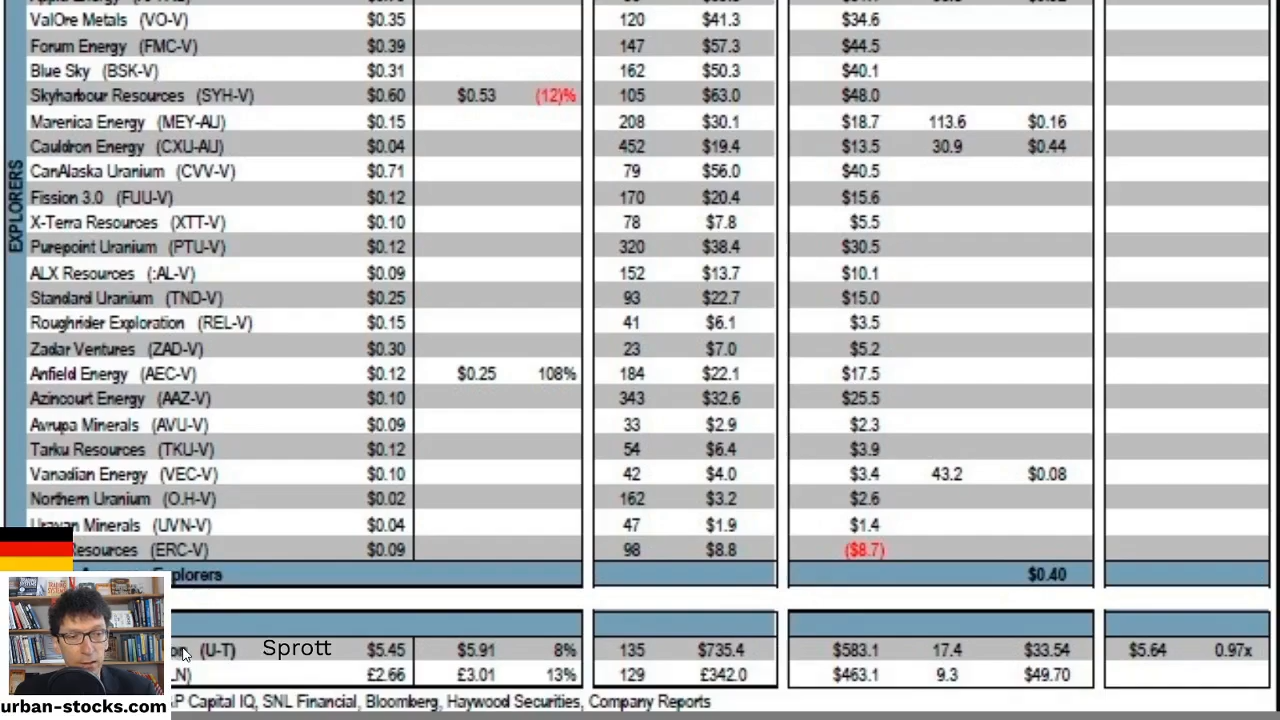 ValOre Metals (VO-V) $0.35 120 $41.3 $34.6
Forum Energy (FMC-V) $0.39 147 $57.3 $44.5
Blue Sky (BSK-V) $0.31 162 $50.3 $40.1
Skyharbour Resources (SYH-V) $0.60 $0.53 (12)% 105 $63.0 $48.0
Marenica Energy (MEY-AU) $0.15 208 $30.1 $18.7 113.6 $0.16
Cauldron Energy (CXU-AU) $0.04 452 $19.4 $13.5 30.9 $0.44
CanAlaska Uranium (CVV-V) $0.71 79 $56.0 $40.5
Fission 3.0 (FUU-V) $0.12 170 $20.4 $15.6
X-Terra Resources (XTT-V) $0.10 78 $7.8 $5.5
Purepoint Uranium (PTU-V) $0.12 320 $38.4 $30.5
ALX Resources (:AL-V) $0.09 152 $13.7 $10.1
Standard Uranium (TND-V) $0.25 93 $22.7 $15.0
Roughrider Exploration (REL-V) $0.15 41 $6.1 $3.5
Zadar Ventures (ZAD-V) $0.30 23 $7.0 $5.2
Anfield Energy (AEC-V) $0.12 $0.25 108% 184 $22.1 $17.5
Azincourt Energy (AAZ-V) $0.10 343 $32.6 $25.5
Avrupa Minerals (AVU-V) $0.09 33 $2.9 $2.3
Tarku Resources (TKU-V) $0.12 54 $6.4 $3.9
Vanadian Energy (VEC-V) $0.10 42 $4.0 $3.4 43.2 $0.08
Northern Uranium (O.H-V) $0.02 162 $3.2 $2.6
Uravan Minerals (UVN-V) $0.04 47 $1.9 $1.4
Resources (ERC-V) $0.09 98 $8.8 ($8.7)
EXPLORERS
plorers $0.40
(U-T) Sprott $5.45 $5.91 8% 135 $735.4 $583.1 17.4 $33.54 $5.64 0.97x
LN) £2.66 £3.01 13% 129 £342.0 $463.1 9.3 $49.70
P Capital IQ, SNL Financial, Bloomberg, Haywood Securities, Company Reports
urban-stocks.com